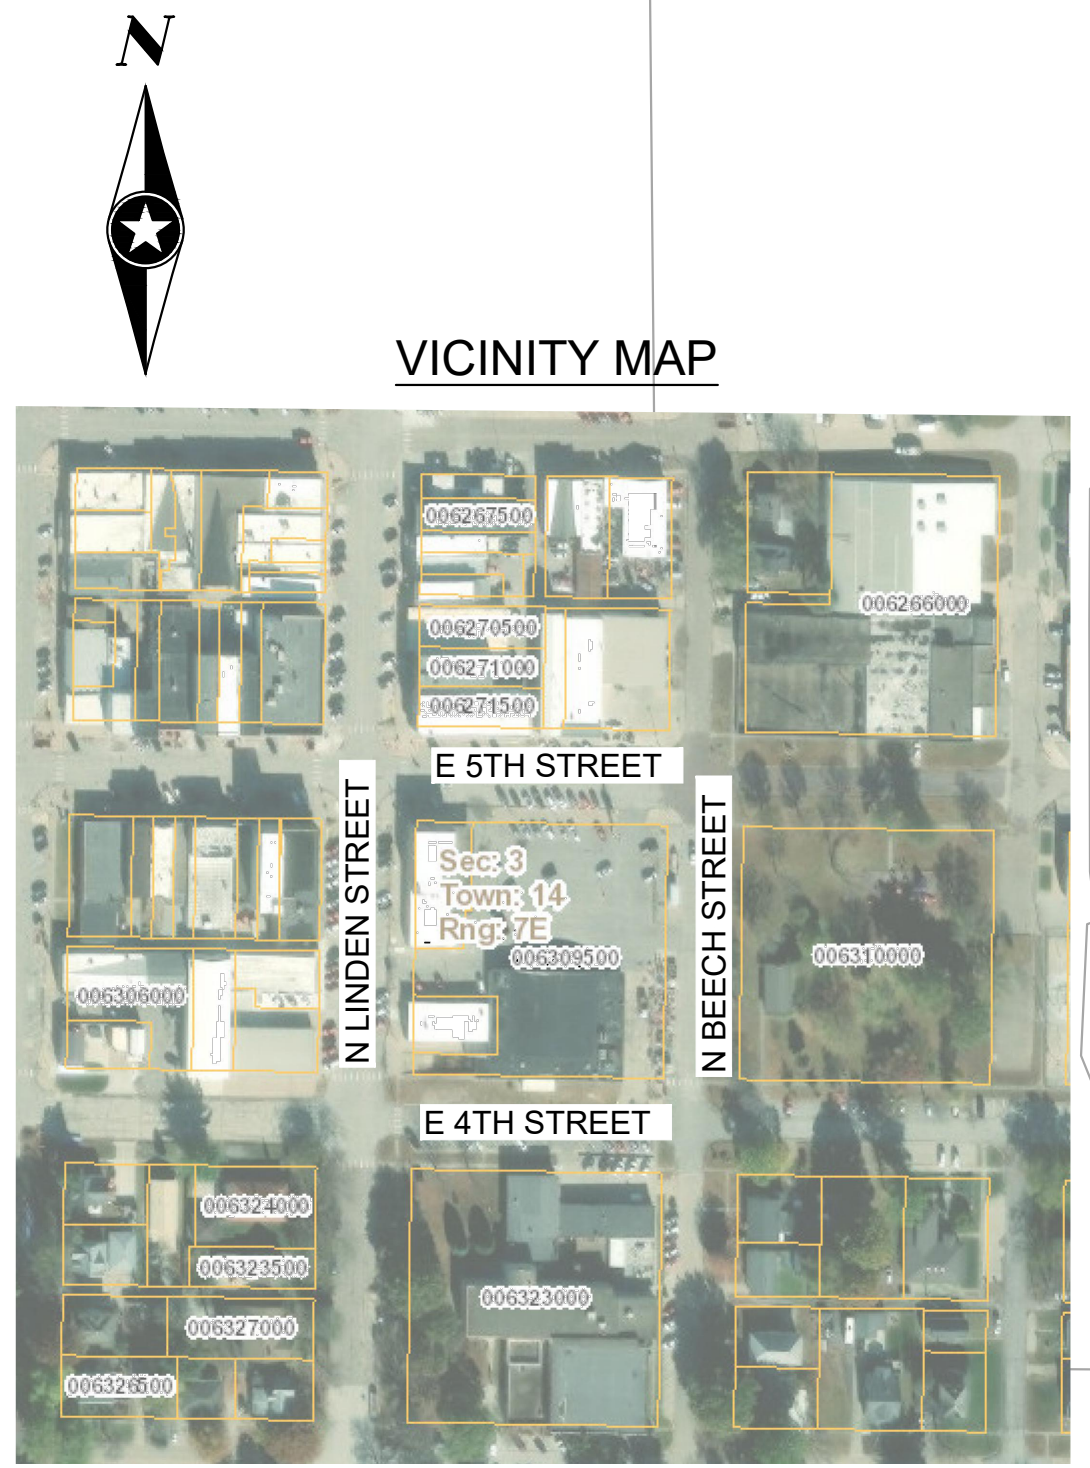 N
VICINITY MAP
006267500
006266000
006270500
006271000
006271500
E 5TH STREET
N LINDEN STREET
N BEECH STREET
Sec: 3
Town: 14
Rng: 7E
006309500
006310000
006306000
E 4TH STREET
006324000
006323500
006323000
006327000
006326500